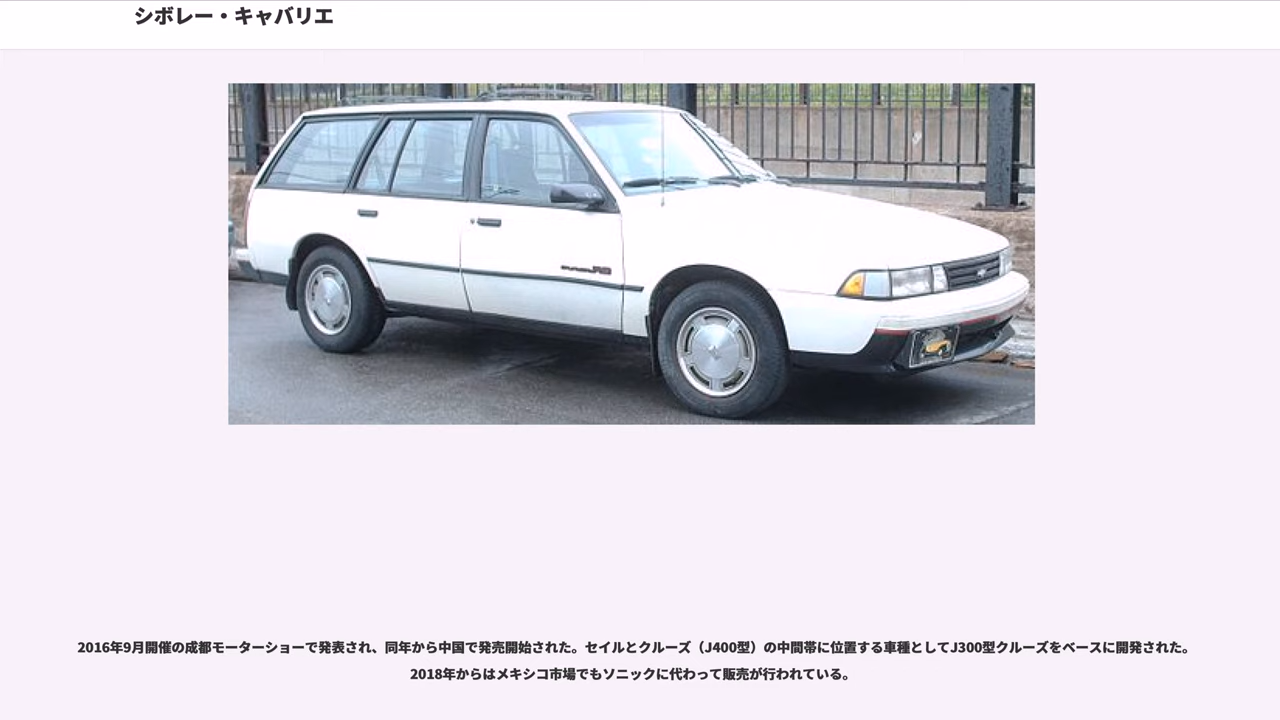 シボレー・キャバリエ
2016年9月開催の成都モーターショーで発表され、同年から中国で発売開始された。セイルとクルーズ（J400型）の中間帯に位置する車種としてJ300型クルーズをベースに開発された。
2018年からはメキシコ市場でもソニックに代わって販売が行われている。